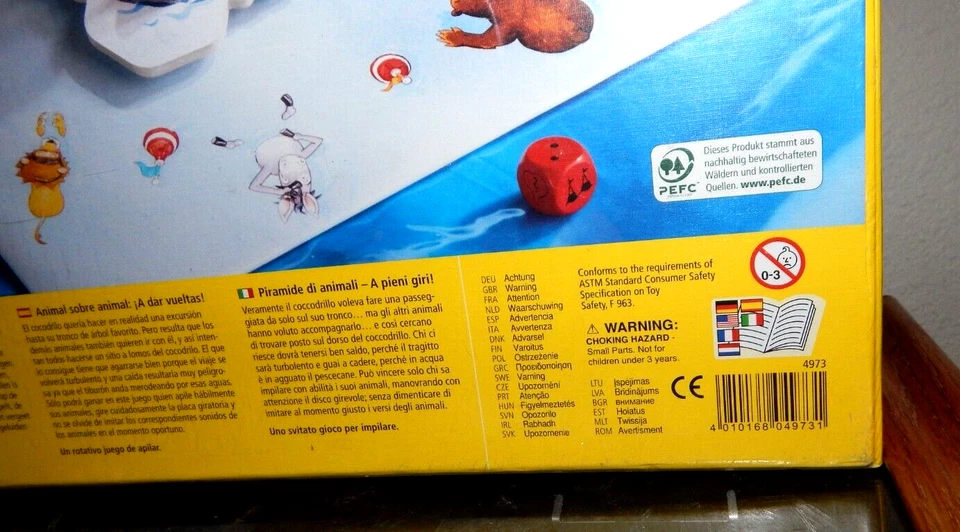 Dieses Produkt stammt aus
nachhaltig bewirtschafteten
Wäldern und kontrollierten
Quellen. www.pefc.de
PEFC
Animal sobre animal: ¡A dar vueltas!
El cocodrilo quería hacer en realidad una excursión
hasta su tronco de árbol favorito. Pero resulta que los
demás animales también quieren ir con él, y así inten-
tan todos hacerse un sitio a lomos del cocodrilo. El que
lo consigue tiene que agarrarse bien porque el viaje se
volverá turbulento y una caída resultaría muy peligro-
sa ya que el tiburón anda merodeando por esas aguas.
Sólo podrá ganar en este juego quien apile hábilmente
sus animales, gire cuidadosamente la placa giratoria y
no se olvide de imitar los correspondientes sonidos de
los animales en el momento oportuno.
Un rotativo juego de apilar.
Piramide di animali – A pieni giri!
Veramente il coccodrillo voleva fare una passeg-
giata da solo sul suo tronco... ma gli altri animali
hanno voluto accompagnarlo... e così cercano
di trovare posto sul dorso del coccodrillo. Chi ci
riesce dovrà tenersi ben saldo, perché il tragitto
sarà turbolento e guai a cadere, perché in acqua
è in agguato il pescecane. Può vincere solo chi sa
impilare con abilità i suoi animali, manovrando con
attenzione il disco girevole, senza dimenticare di
imitare al momento giusto i versi degli animali.
Uno svitato gioco per impilare.
DEU Achtung
GBR Warning
FRA Attention
NLD Waarschuwing
ESP Advertencia
ITA Avvertenza
DNK Advarsel
FIN Varoitus
POL Ostrzezenie
GRC Προειδοποίηση
SWE Varning
CZE Upozornéni
PRT Atenção
HUN Figyelmeztetés
SVN Opozorilo
IRL Rabhadh
SVK Upozornenie
Conforms to the requirements of
ASTM Standard Consumer Safety
Specification on Toy
Safety, F 963.
WARNING:
CHOKING HAZARD -
Small Parts. Not for
children under 3 years.
LTU Įspėjimas
LVA Brīdinājums
BGR внимание
EST Hoiatus
MLT Twissija
ROM Avertisment
CE
0-3
4973
4 010168 049731